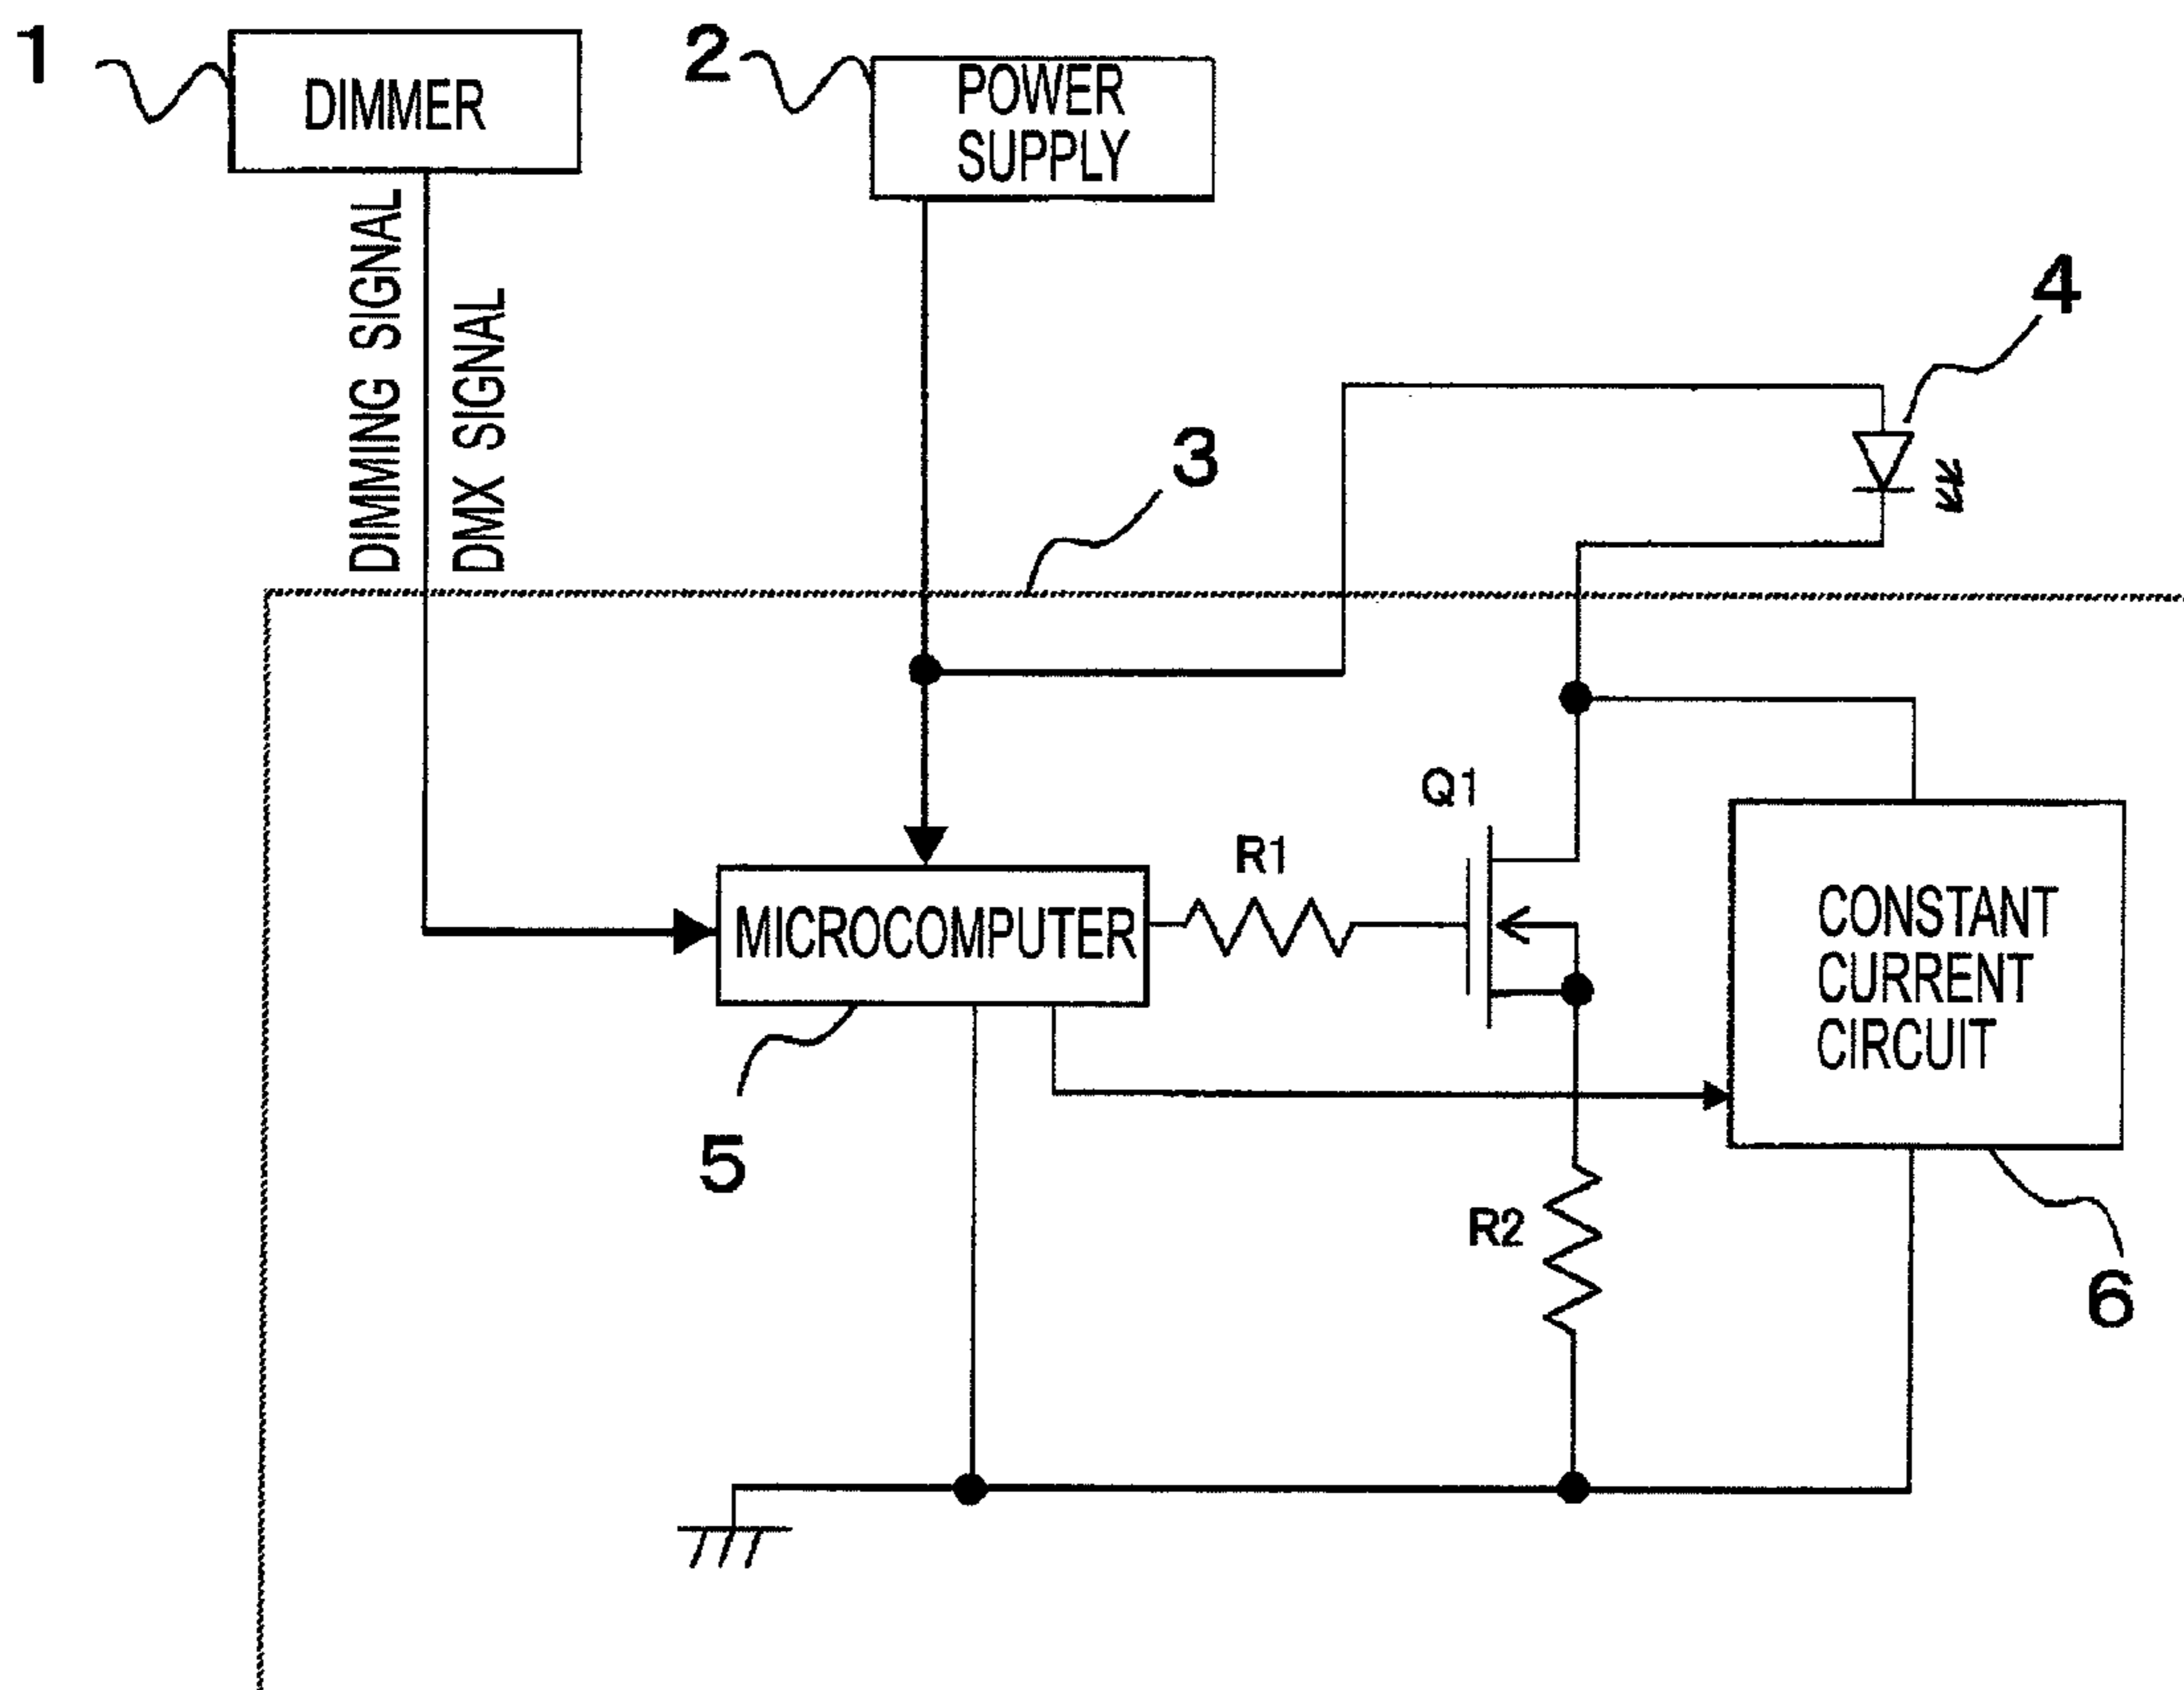 1
DIMMER
2
POWER
SUPPLY
DIMMING SIGNAL
DMX SIGNAL
4
3
Q1
R1
MICROCOMPUTER
CONSTANT
CURRENT
CIRCUIT
5
R2
6